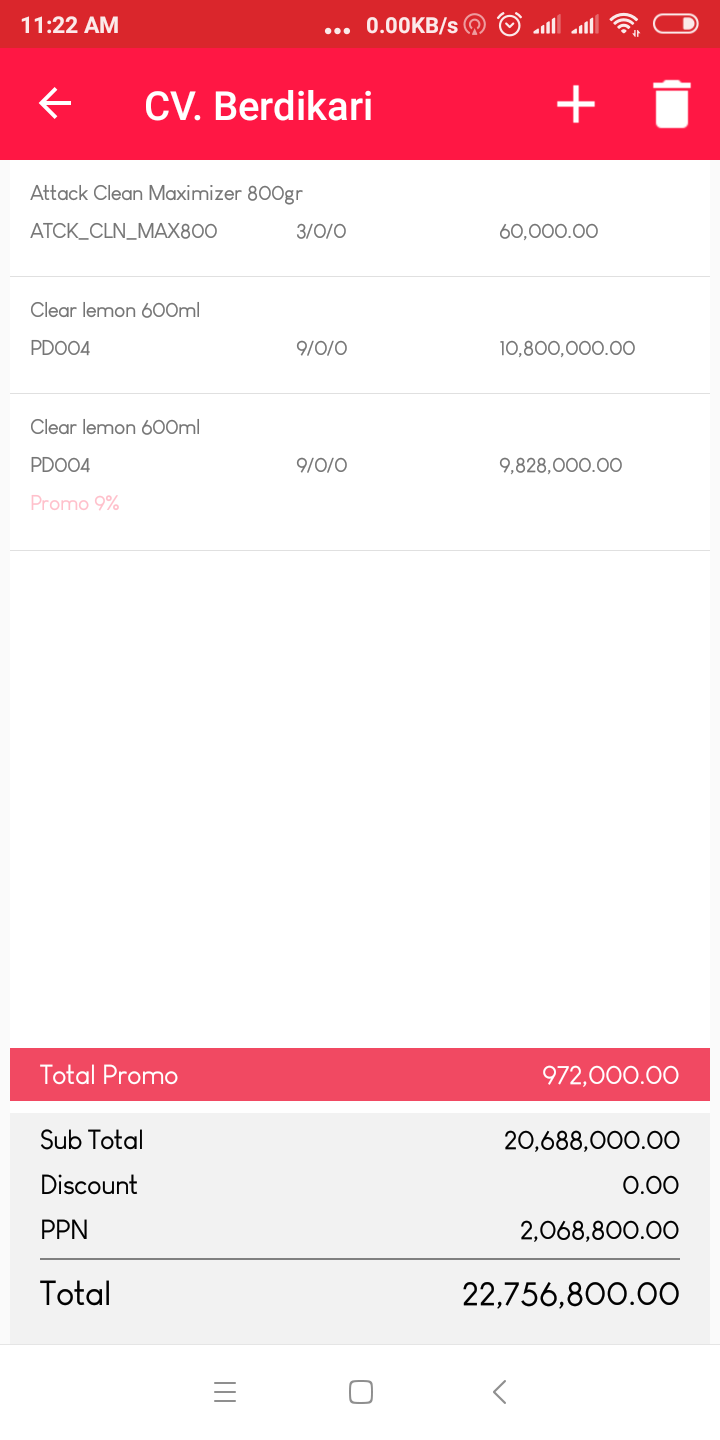 11:22 AM ... 0.00KB/s
CV. Berdikari
Attack Clean Maximizer 800gr
ATCK_CLN_MAX800 3/0/0 60,000.00
Clear lemon 600ml
PD004 9/0/0 10,800,000.00
Clear lemon 600ml
PD004 9/0/0 9,828,000.00
Promo 9%
Total Promo 972,000.00
Sub Total 20,688,000.00
Discount 0.00
PPN 2,068,800.00
Total 22,756,800.00